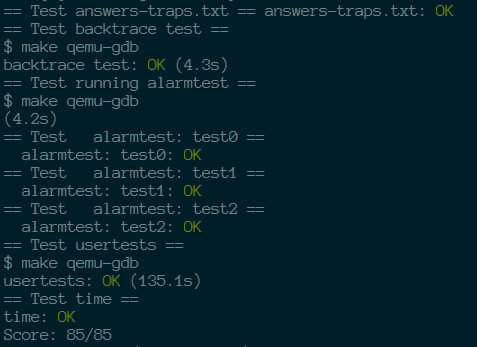 == Test answers-traps.txt == answers-traps.txt: OK
== Test backtrace test ==
$ make qemu-gdb
backtrace test: OK (4.3s)
== Test running alarmtest ==
$ make qemu-gdb
(4.2s)
== Test   alarmtest: test0 ==
  alarmtest: test0: OK
== Test   alarmtest: test1 ==
  alarmtest: test1: OK
== Test   alarmtest: test2 ==
  alarmtest: test2: OK
== Test usertests ==
$ make qemu-gdb
usertests: OK (135.1s)
== Test time ==
time: OK
Score: 85/85